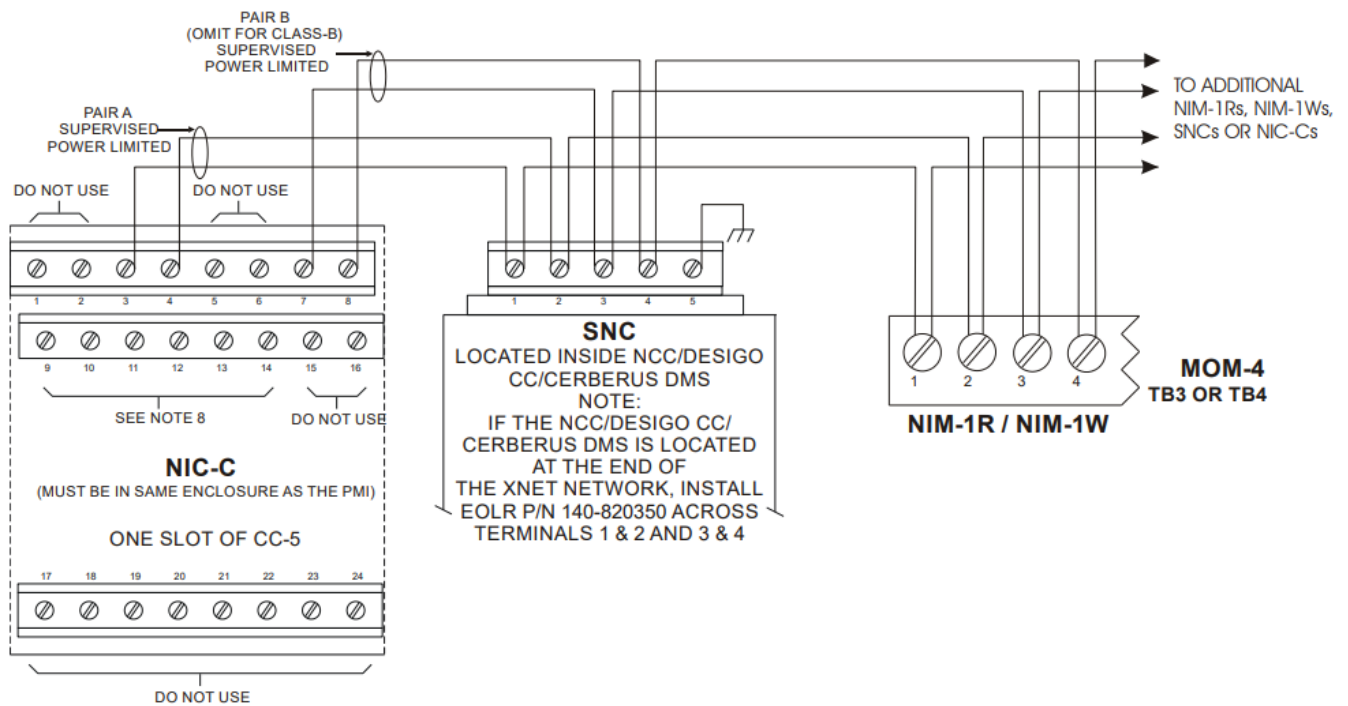 PAIR B
(OMIT FOR CLASS-B)
SUPERVISED
POWER LIMITED
PAIR A
SUPERVISED
POWER LIMITED
TO ADDITIONAL
NIM-1Rs, NIM-1Ws,
SNCs OR NIC-Cs
DO NOT USE
DO NOT USE
1 2 3 4 5 6 7 8
9 10 11 12 13 14 15 16
SEE NOTE 8
DO NOT USE
NIC-C
(MUST BE IN SAME ENCLOSURE AS THE PMI)
ONE SLOT OF CC-5
17 18 19 20 21 22 23 24
DO NOT USE
1 2 3 4 5
SNC
LOCATED INSIDE NCC/DESIGO
CC/CERBERUS DMS
NOTE:
IF THE NCC/DESIGO CC/
CERBERUS DMS IS LOCATED
AT THE END OF
THE XNET NETWORK, INSTALL
EOLR P/N 140-820350 ACROSS
TERMINALS 1 & 2 AND 3 & 4
1 2 3 4
MOM-4
TB3 OR TB4
NIM-1R / NIM-1W